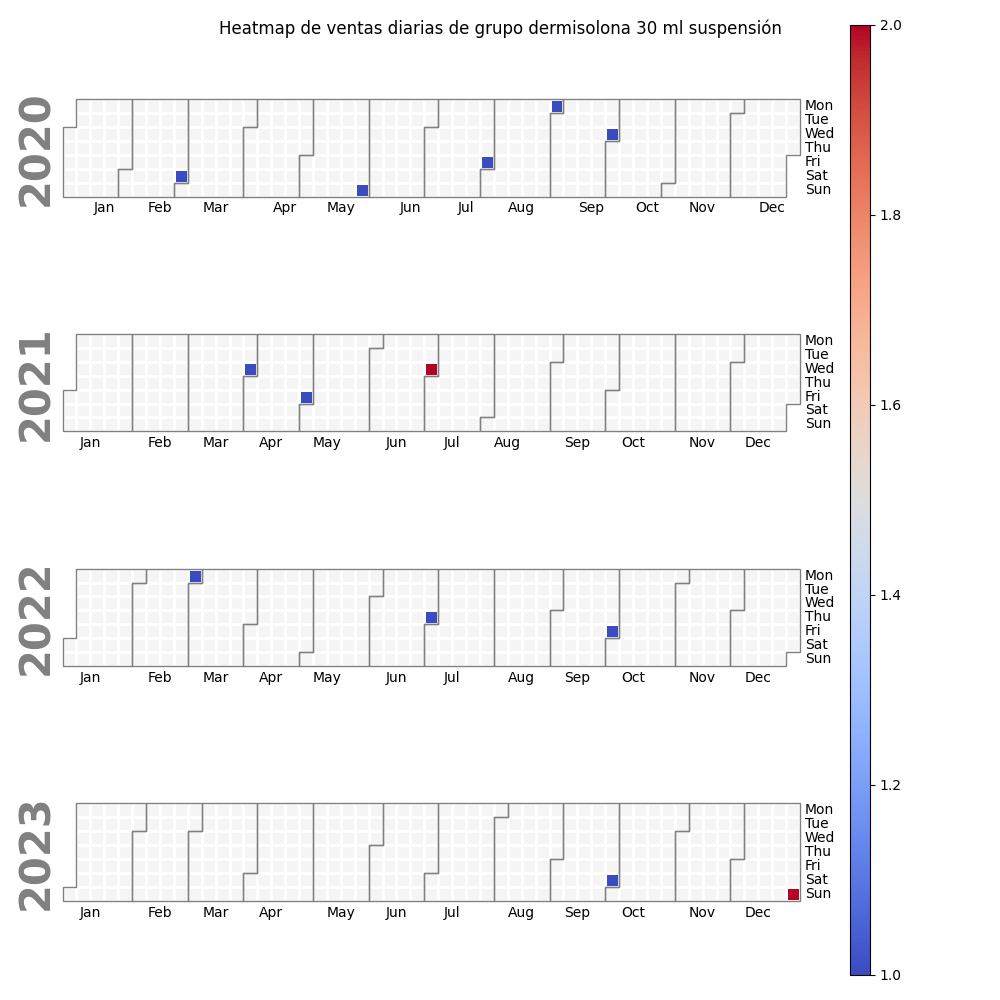 Heatmap de ventas diarias de grupo dermisolona 30 ml suspensión
2020
Mon
Tue
Wed
Thu
Fri
Sat
Sun
Jan Feb Mar Apr May Jun Jul Aug Sep Oct Nov Dec
2021
Mon
Tue
Wed
Thu
Fri
Sat
Sun
Jan Feb Mar Apr May Jun Jul Aug Sep Oct Nov Dec
2022
Mon
Tue
Wed
Thu
Fri
Sat
Sun
Jan Feb Mar Apr May Jun Jul Aug Sep Oct Nov Dec
2023
Mon
Tue
Wed
Thu
Fri
Sat
Sun
Jan Feb Mar Apr May Jun Jul Aug Sep Oct Nov Dec
2.0
1.8
1.6
1.4
1.2
1.0